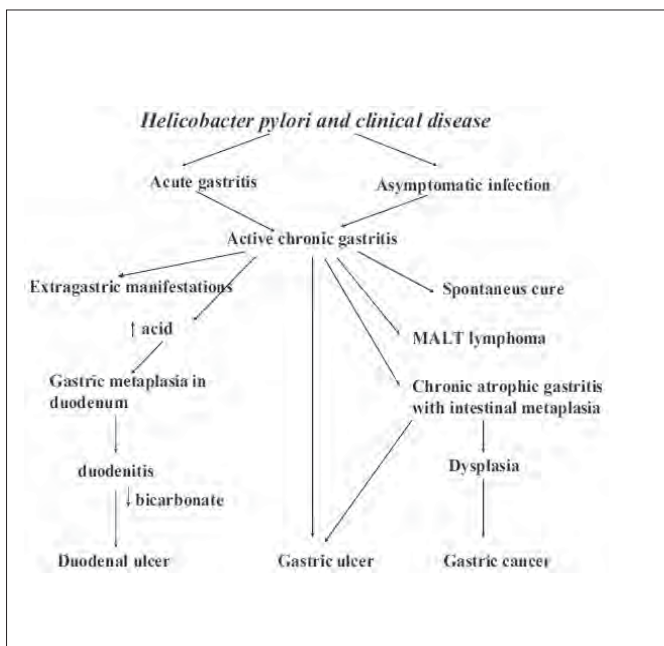 Helicobacter pylori and clinical disease
Acute gastritis
Asymptomatic infection
Active chronic gastritis
Extragastric manifestations
Spontaneus cure
↑ acid
MALT lymphoma
Gastric metaplasia in
duodenum
Chronic atrophic gastritis
with intestinal metaplasia
duodenitis
Dysplasia
↓ bicarbonate
Duodenal ulcer
Gastric ulcer
Gastric cancer